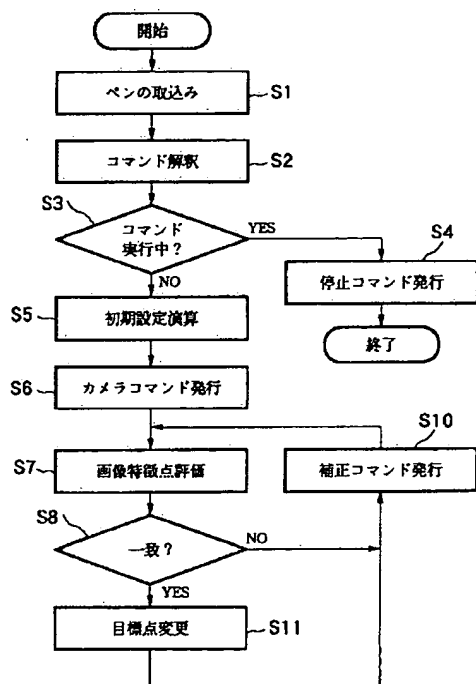 開始
ペンの取込み
S1
コマンド解釈
S2
S3
コマンド
実行中？
YES
NO
S4
停止コマンド発行
終了
S5
初期設定演算
S6
カメラコマンド発行
S7
画像特徴点評価
S10
補正コマンド発行
S8
一致？
NO
YES
目標点変更
S11